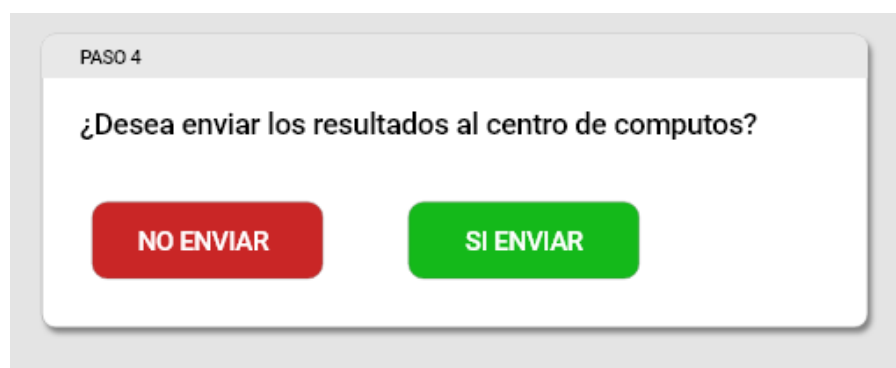 PASO 4
¿Desea enviar los resultados al centro de computos?
NO ENVIAR
SI ENVIAR